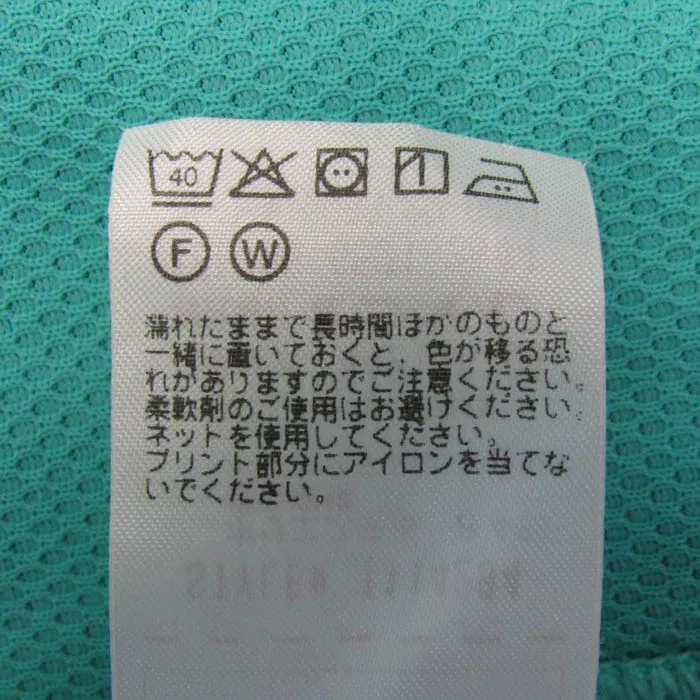 40
F W
濡れたままで長時間ほかのものと
一緒に置いておくと、色が移る恐
れがありますのでご注意ください。
柔軟剤のご使用はお避けください。
ネットを使用してください。
プリント部分にアイロンを当てな
いでください。
STYLE#